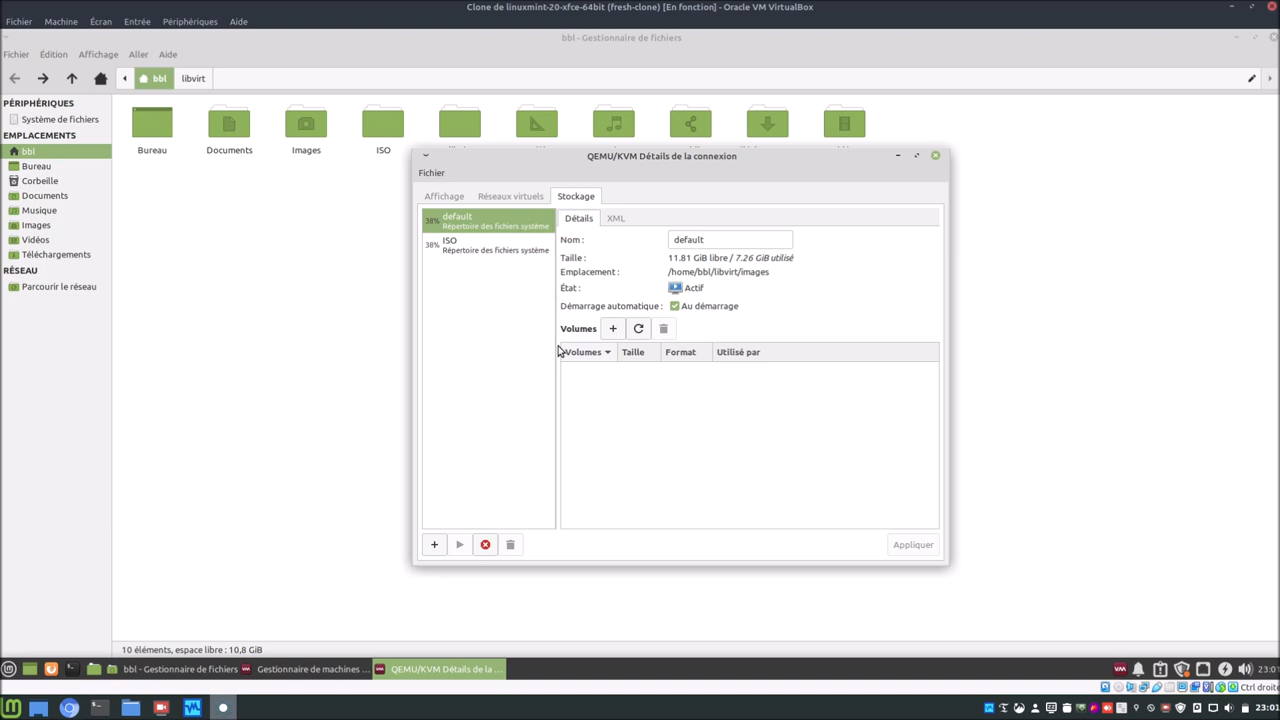 Clone de linuxmint-20-xfce-64bit (fresh-clone) [En fonction] - Oracle VM VirtualBox
Fichier Machine Écran Entrée Périphériques Aide
bbl - Gestionnaire de fichiers
Fichier Édition Affichage Aller Aide
bbl libvirt
PÉRIPHÉRIQUES
Système de fichiers
EMPLACEMENTS
bbl
Bureau
Corbeille
Documents
Musique
Images
Vidéos
Téléchargements
RÉSEAU
Parcourir le réseau
Bureau Documents Images ISO
QEMU/KVM Détails de la connexion
Fichier
Affichage Réseaux virtuels Stockage
38% default
Répertoire des fichiers système
38% ISO
Répertoire des fichiers système
Détails XML
Nom : default
Taille : 11.81 GiB libre / 7.26 GiB utilisé
Emplacement : /home/bbl/libvirt/images
État : Actif
Démarrage automatique : Au démarrage
Volumes
Volumes Taille Format Utilisé par
Appliquer
10 éléments, espace libre : 10,8 GiB
bbl - Gestionnaire de fichiers Gestionnaire de machines ... QEMU/KVM Détails de la ... 23:01
Ctrl droite
23:01